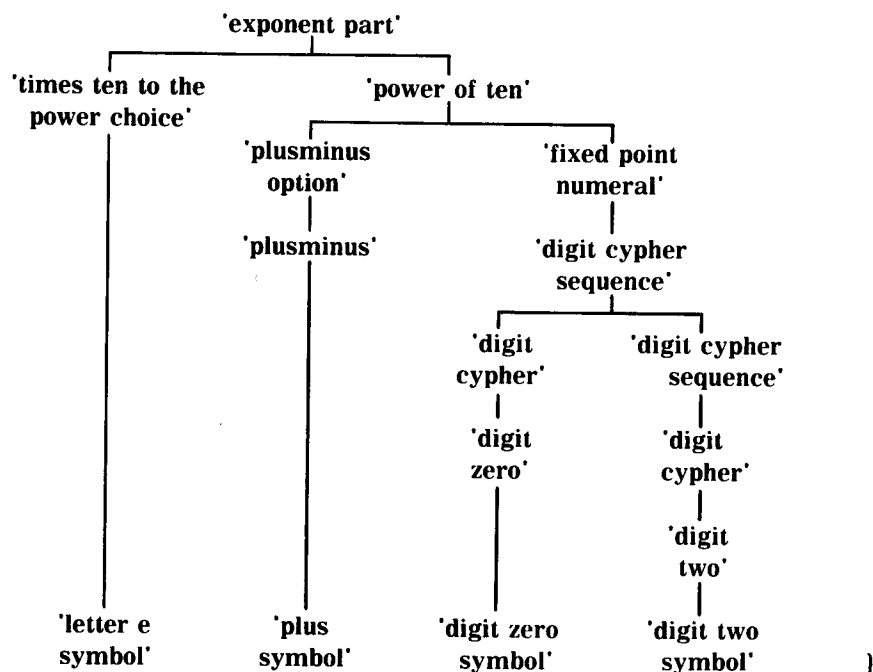 'exponent part'
'times ten to the
power choice'
'power of ten'
'plusminus
option'
'fixed point
numeral'
'plusminus'
'digit cypher
sequence'
'digit
cypher'
'digit cypher
sequence'
'digit
zero'
'digit
cypher'
'digit
two'
'letter e
symbol'
'plus
symbol'
'digit zero
symbol'
'digit two
symbol'
}